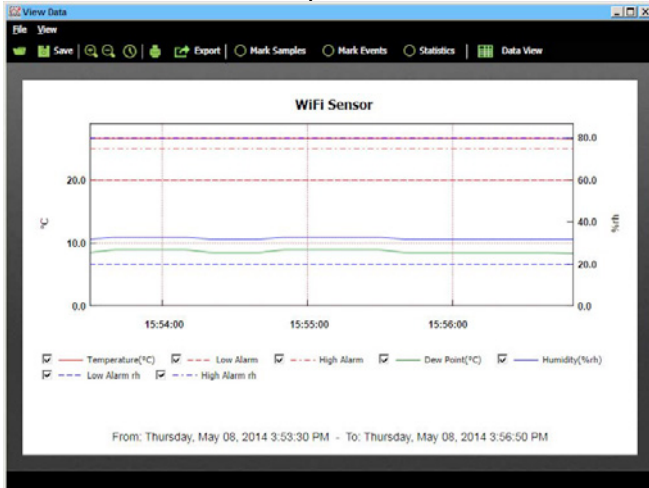 View Data
File View
Save Export Mark Samples Mark Events Statistics Data View
WiFi Sensor
80.0
20.0 60.0
°C 40.0 %rh
10.0
20.0
0.0 0.0
15:54:00 15:55:00 15:56:00
Temperature(°C) Low Alarm High Alarm Dew Point(°C) Humidity(%rh)
Low Alarm rh High Alarm rh
From: Thursday, May 08, 2014 3:53:30 PM - To: Thursday, May 08, 2014 3:56:50 PM